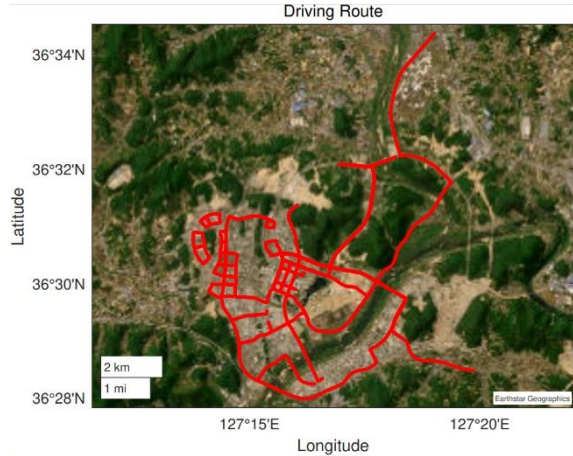 Driving Route
36°34'N
36°32'N
36°30'N
36°28'N
Latitude
2 km
1 mi
Earthstar Geographics
127°15'E
127°20'E
Longitude